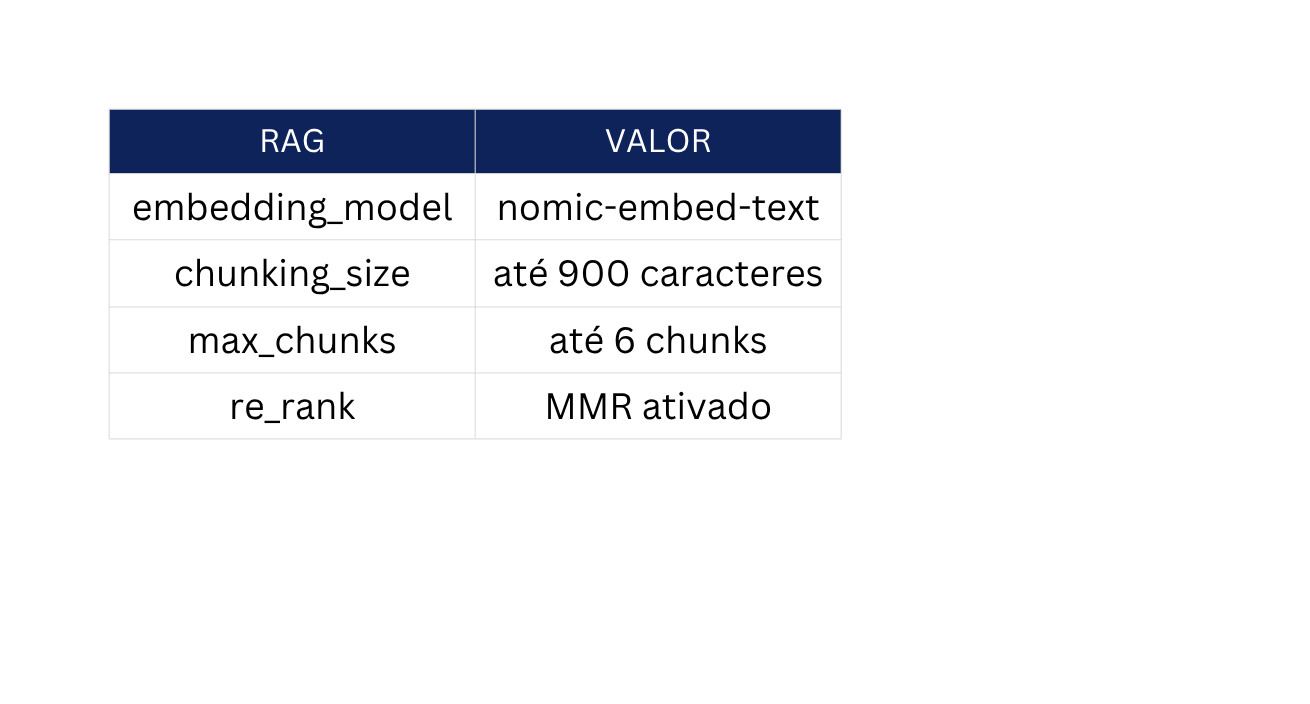 RAG VALOR
embedding_model nomic-embed-text
chunking_size até 900 caracteres
max_chunks até 6 chunks
re_rank MMR ativado